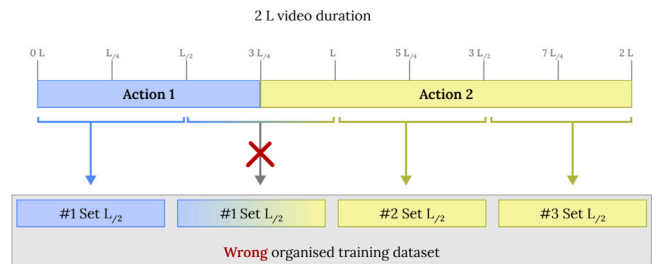 2 L video duration
0 L L/4 L/2 3 L/4 L 5 L/4 3 L/2 7 L/4 2 L
Action 1 Action 2
#1 Set L/2 #1 Set L/2 #2 Set L/2 #3 Set L/2
Wrong organised training dataset